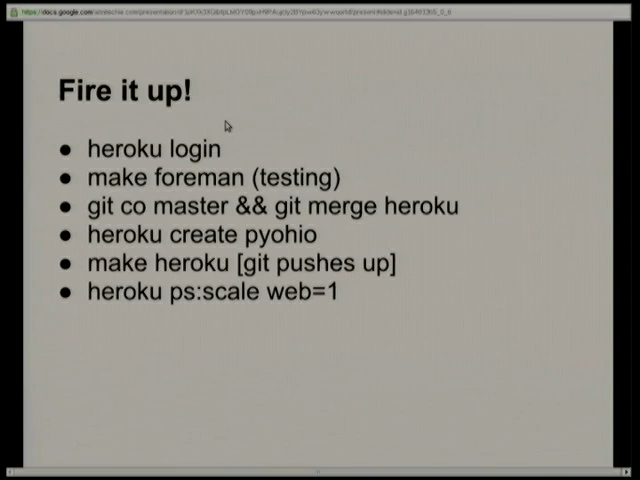 Fire it up!
● heroku login
● make foreman (testing)
● git co master && git merge heroku
● heroku create pyohio
● make heroku [git pushes up]
● heroku ps:scale web=1